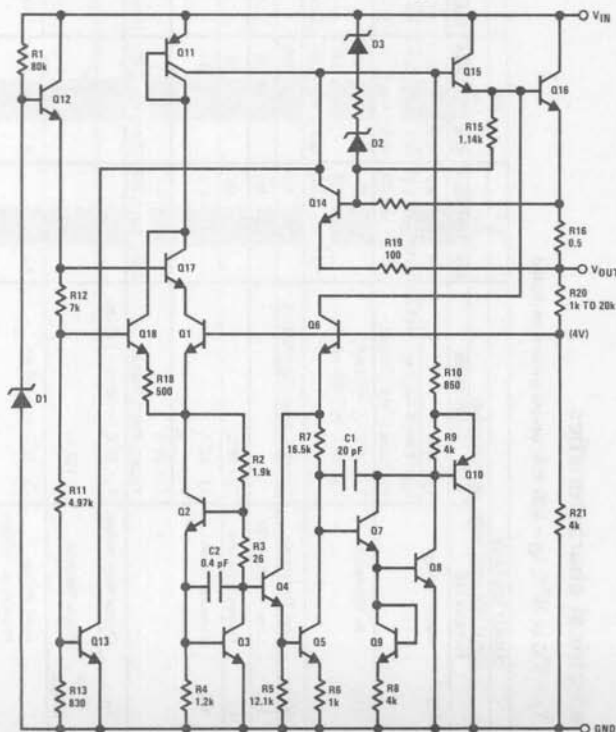 V_IN
R1
80k
Q11
D3
Q12
Q15
Q16
D2
R15
1.14k
Q14
R16
0.5
R19
100
V_OUT
Q17
R12
7k
R20
1k TO 20k
Q18
Q1
Q6
(4V)
R18
500
R10
850
D1
R2
1.9k
R7
16.5k
C1
20 pF
R9
4k
Q10
R11
4.97k
Q2
R21
4k
Q7
R3
26
C2
0.4 pF
Q4
Q8
Q13
Q3
Q5
Q9
R13
830
R4
1.2k
R5
12.1k
R6
1k
R8
4k
GND